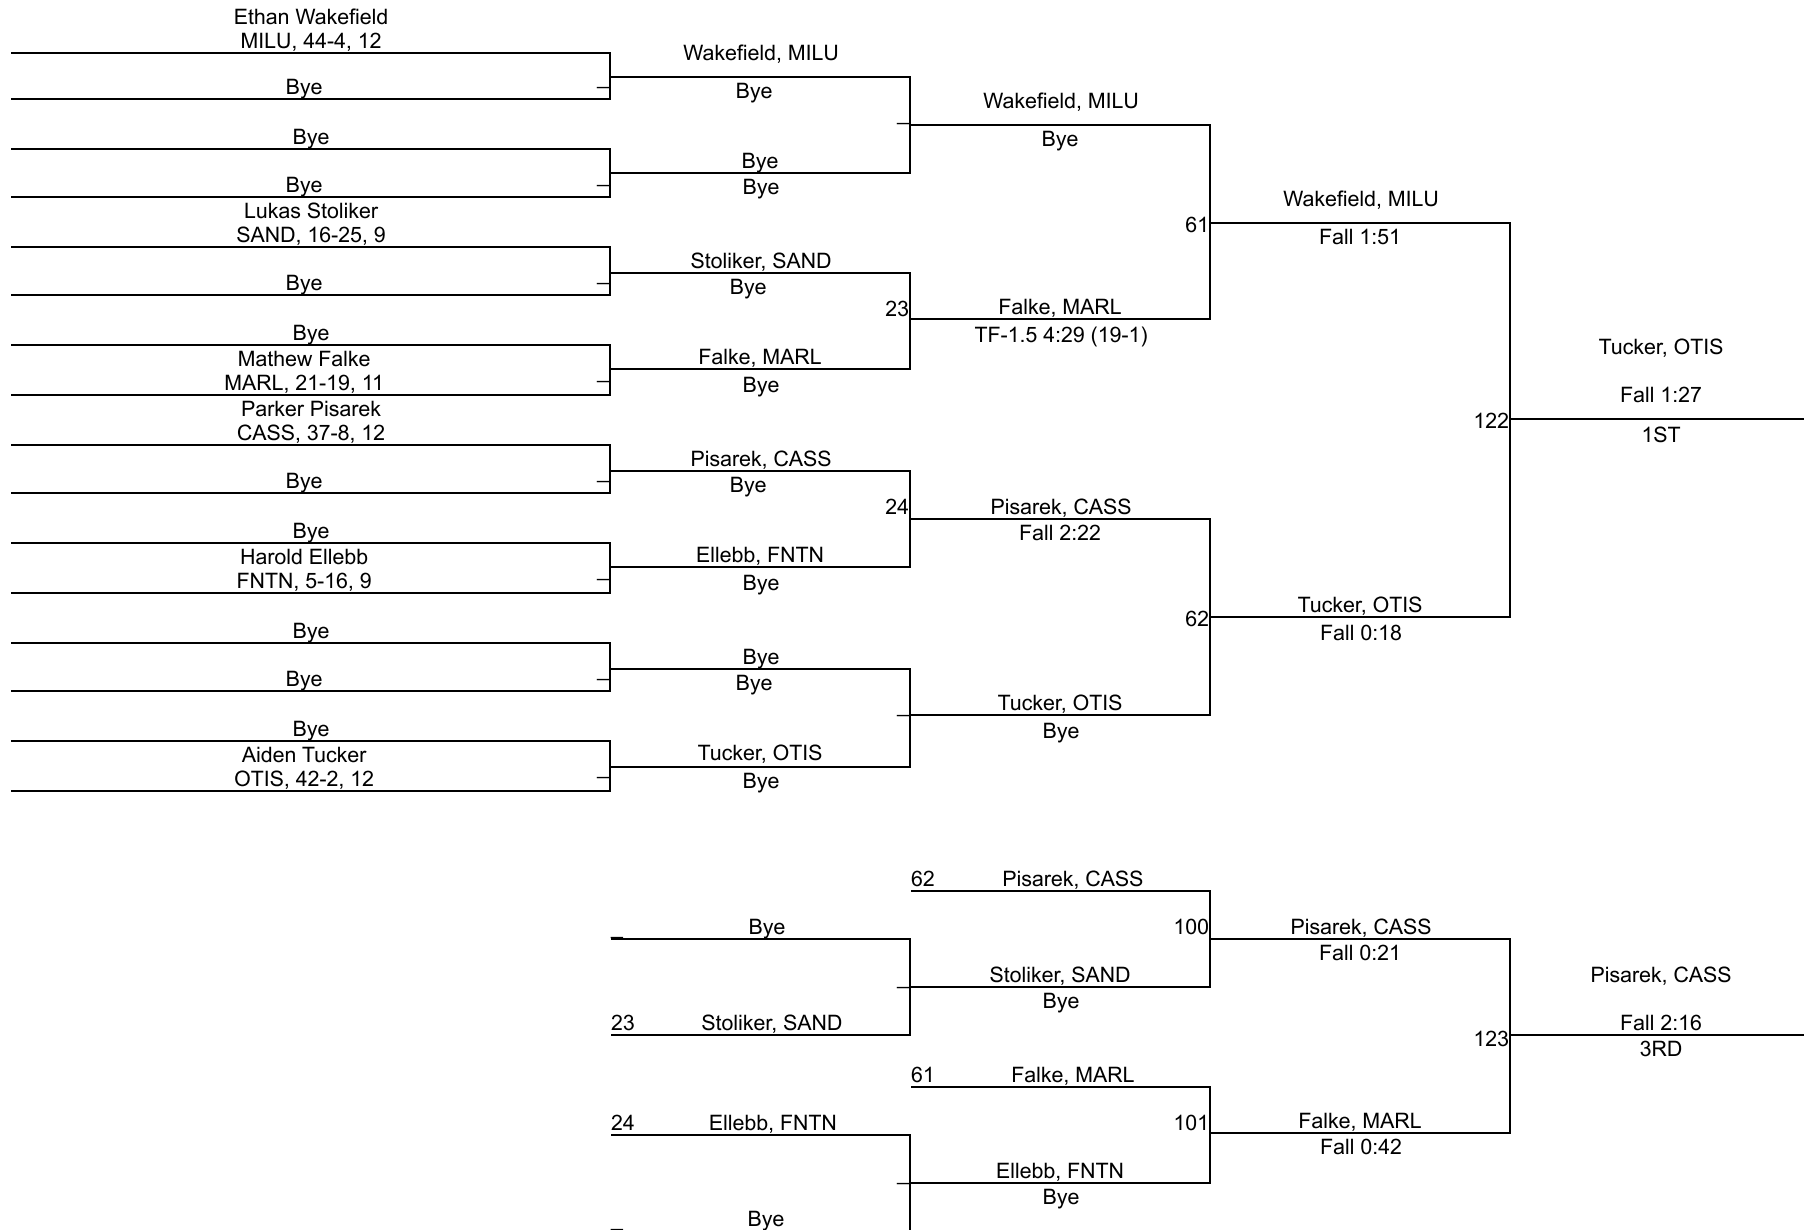 Ethan Wakefield
MILU, 44-4, 12
Bye
Bye
Bye
Lukas Stoliker
SAND, 16-25, 9
Bye
Bye
Mathew Falke
MARL, 21-19, 11
Parker Pisarek
CASS, 37-8, 12
Bye
Bye
Harold Ellebb
FNTN, 5-16, 9
Bye
Bye
Bye
Aiden Tucker
OTIS, 42-2, 12
Wakefield, MILU
Bye
Bye
Bye
Stoliker, SAND
Bye
Falke, MARL
Bye
Pisarek, CASS
Bye
Ellebb, FNTN
Bye
Bye
Bye
Tucker, OTIS
Bye
Wakefield, MILU
Bye
23
Falke, MARL
TF-1.5 4:29 (19-1)
24
Pisarek, CASS
Fall 2:22
Tucker, OTIS
Bye
61
Wakefield, MILU
Fall 1:51
62
Tucker, OTIS
Fall 0:18
122
Tucker, OTIS
Fall 1:27
1ST
62 Pisarek, CASS
Bye
23 Stoliker, SAND
Stoliker, SAND
Bye
100
Pisarek, CASS
Fall 0:21
61 Falke, MARL
24 Ellebb, FNTN
Bye
Ellebb, FNTN
Bye
101
Falke, MARL
Fall 0:42
123
Pisarek, CASS
Fall 2:16
3RD